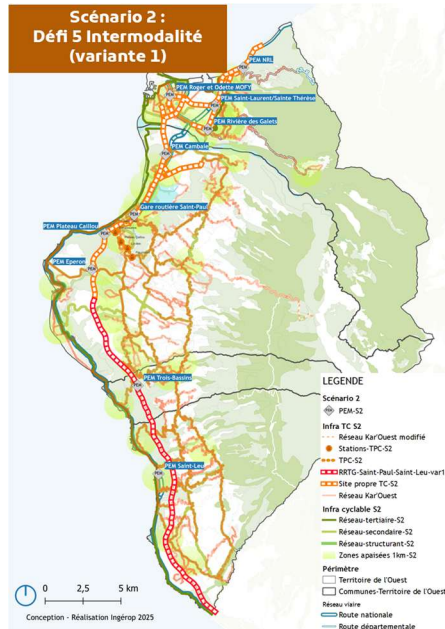 Scénario 2 :
Défi 5 Intermodalité
(variante 1)
PEM NRL
PEM Roger et Odette MOFY
PEM Saint-Laurent/Sainte Thérèse
PEM Rivière des Galets
PEM Cambaie
Gare routière Saint-Paul
PEM Plateau Caillou
PEM Eperon
PEM Trois-Bassins
PEM Saint-Leu
LEGENDE
Scénario 2
PEM-S2
Infra TC S2
Réseau Kar'Ouest modifié
Stations-TPC-S2
TPC-S2
RRTG-Saint-Paul-Saint-Leu-var1
Site propre TC-S2
Réseau Kar'Ouest
Infra cyclable S2
Réseau-tertiaire-S2
Réseau-secondaire-S2
Réseau-structurant-S2
Zones apaisées 1km-S2
Périmètre
Territoire de l'Ouest
Communes-Territoire de l'Ouest
Réseau viaire
Route nationale
Route départementale
0 2,5 5 km
Conception - Réalisation Ingérop 2025